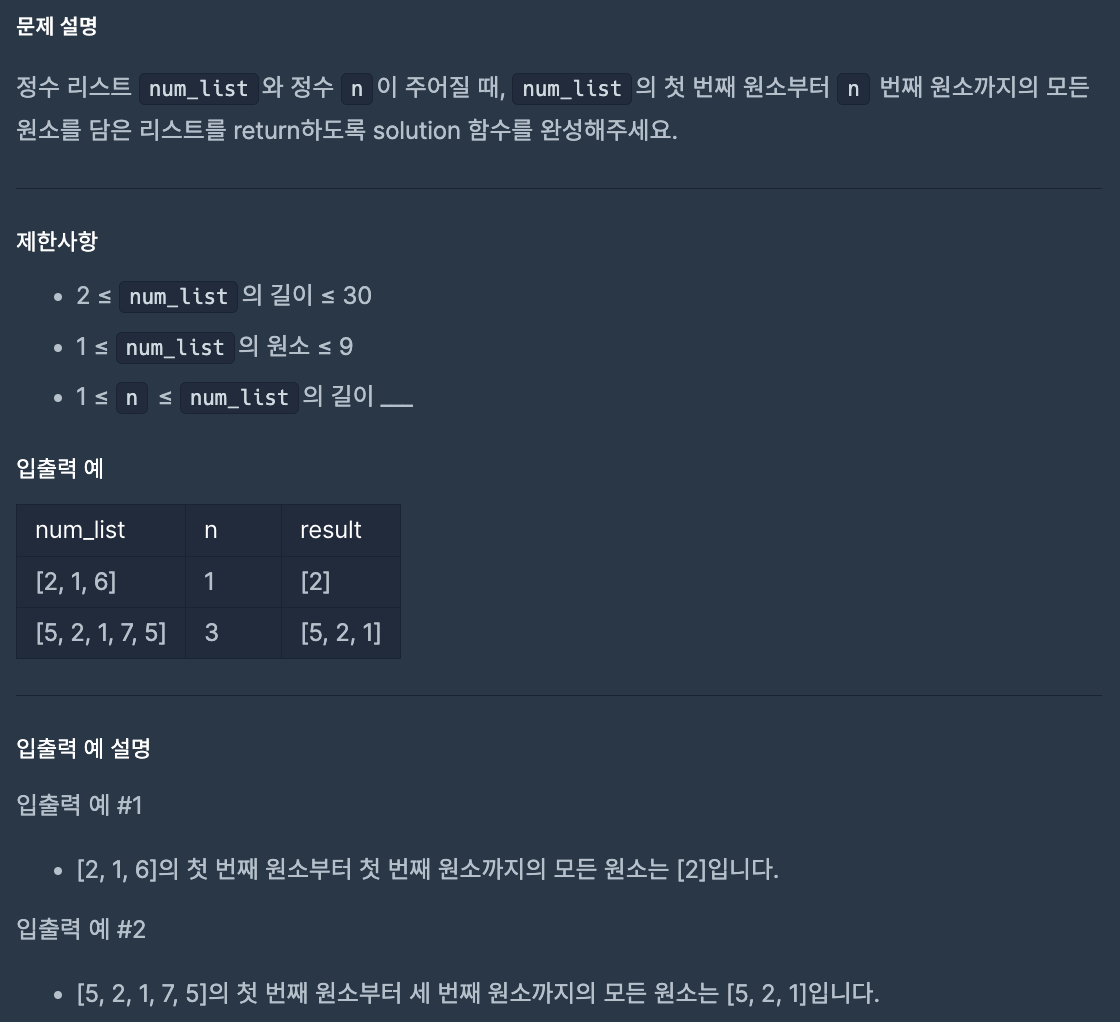 문제 설명
정수 리스트 num_list와 정수 n이 주어질 때, num_list의 첫 번째 원소부터 n 번째 원소까지의 모든
원소를 담은 리스트를 return하도록 solution 함수를 완성해주세요.
제한사항
• 2 ≤ num_list의 길이 ≤ 30
• 1 ≤ num_list의 원소 ≤ 9
• 1 ≤ n ≤ num_list의 길이 ___
입출력 예
num_list n result
[2, 1, 6] 1 [2]
[5, 2, 1, 7, 5] 3 [5, 2, 1]
입출력 예 설명
입출력 예 #1
• [2, 1, 6]의 첫 번째 원소부터 첫 번째 원소까지의 모든 원소는 [2]입니다.
입출력 예 #2
• [5, 2, 1, 7, 5]의 첫 번째 원소부터 세 번째 원소까지의 모든 원소는 [5, 2, 1]입니다.